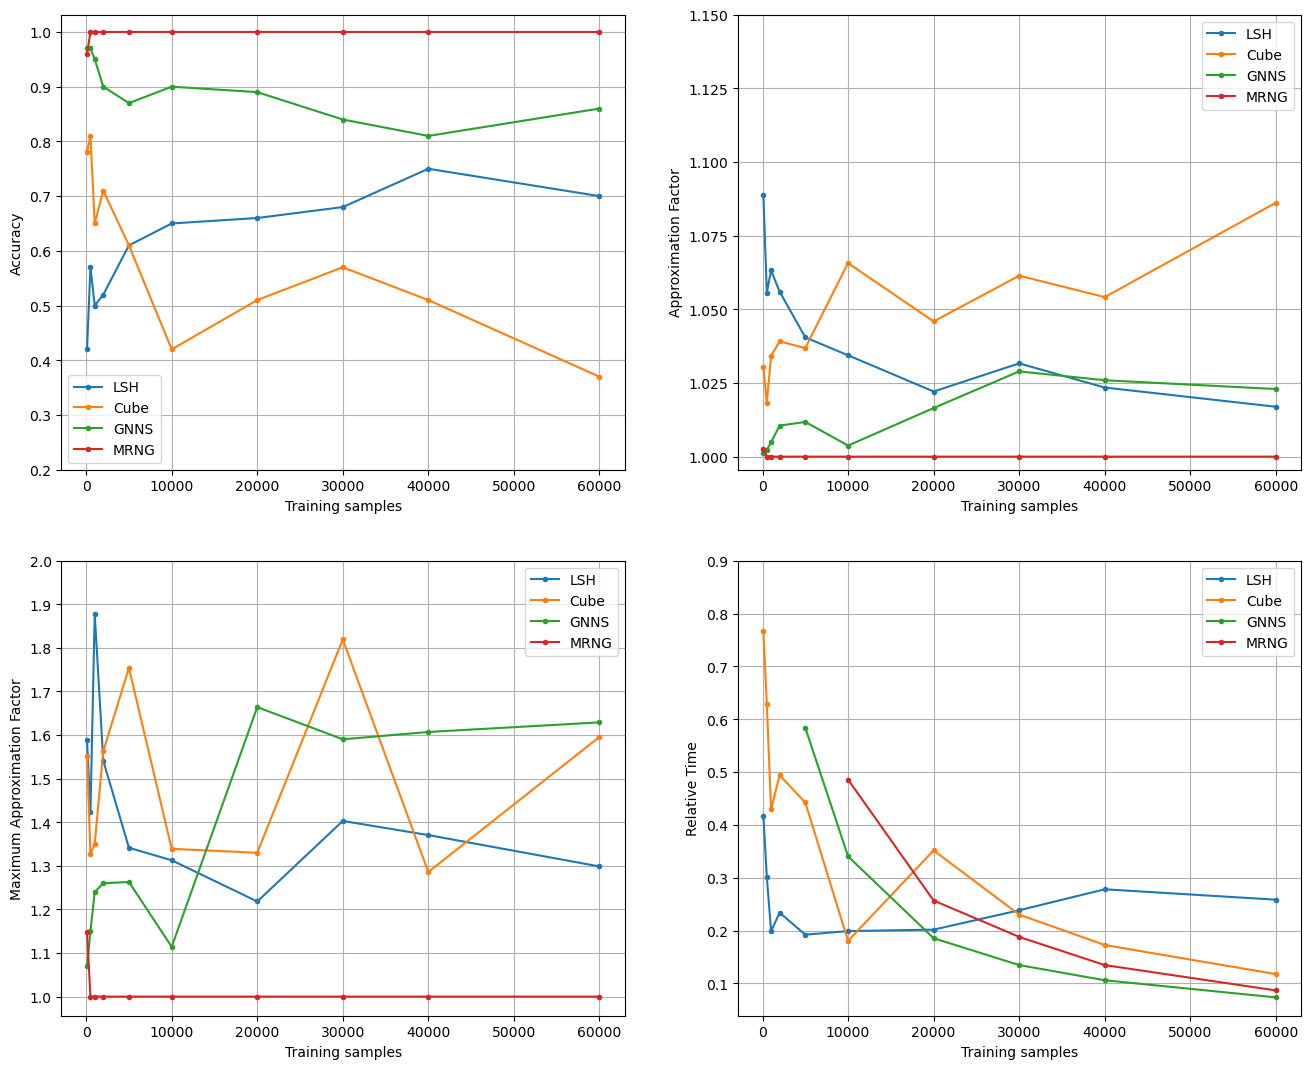 1.0
0.9
0.8
0.7
0.6
0.5
0.4
0.3
0.2
Accuracy
LSH
Cube
GNNS
MRNG
0 10000 20000 30000 40000 50000 60000
Training samples
1.150
1.125
1.100
1.075
1.050
1.025
1.000
Approximation Factor
LSH
Cube
GNNS
MRNG
0 10000 20000 30000 40000 50000 60000
Training samples
2.0
1.9
1.8
1.7
1.6
1.5
1.4
1.3
1.2
1.1
1.0
Maximum Approximation Factor
LSH
Cube
GNNS
MRNG
0 10000 20000 30000 40000 50000 60000
Training samples
0.9
0.8
0.7
0.6
0.5
0.4
0.3
0.2
0.1
Relative Time
LSH
Cube
GNNS
MRNG
0 10000 20000 30000 40000 50000 60000
Training samples